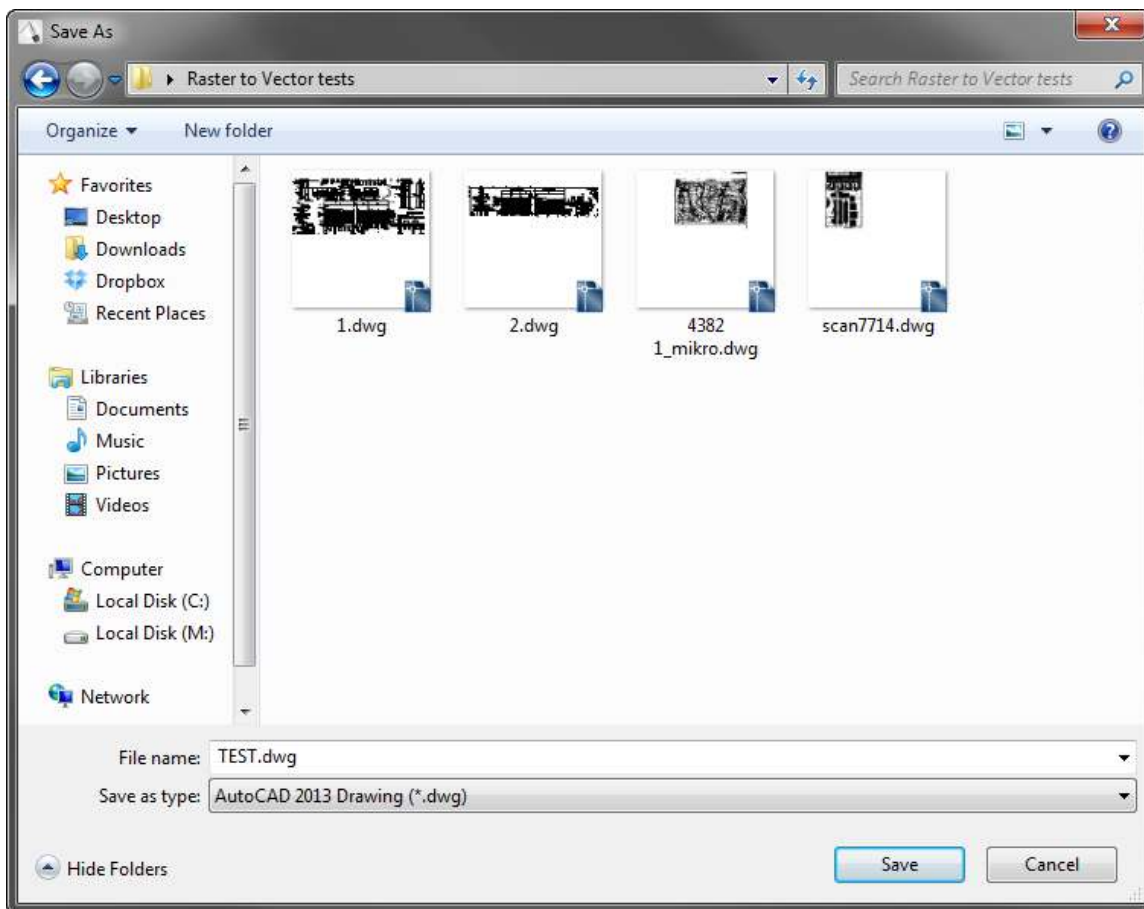 Save As
Raster to Vector tests
Search Raster to Vector tests
Organize
New folder
Favorites
Desktop
Downloads
Dropbox
Recent Places
Libraries
Documents
Music
Pictures
Videos
Computer
Local Disk (C:)
Local Disk (M:)
Network
1.dwg
2.dwg
4382
1_mikro.dwg
scan7714.dwg
File name: TEST.dwg
Save as type: AutoCAD 2013 Drawing (*.dwg)
Hide Folders
Save
Cancel